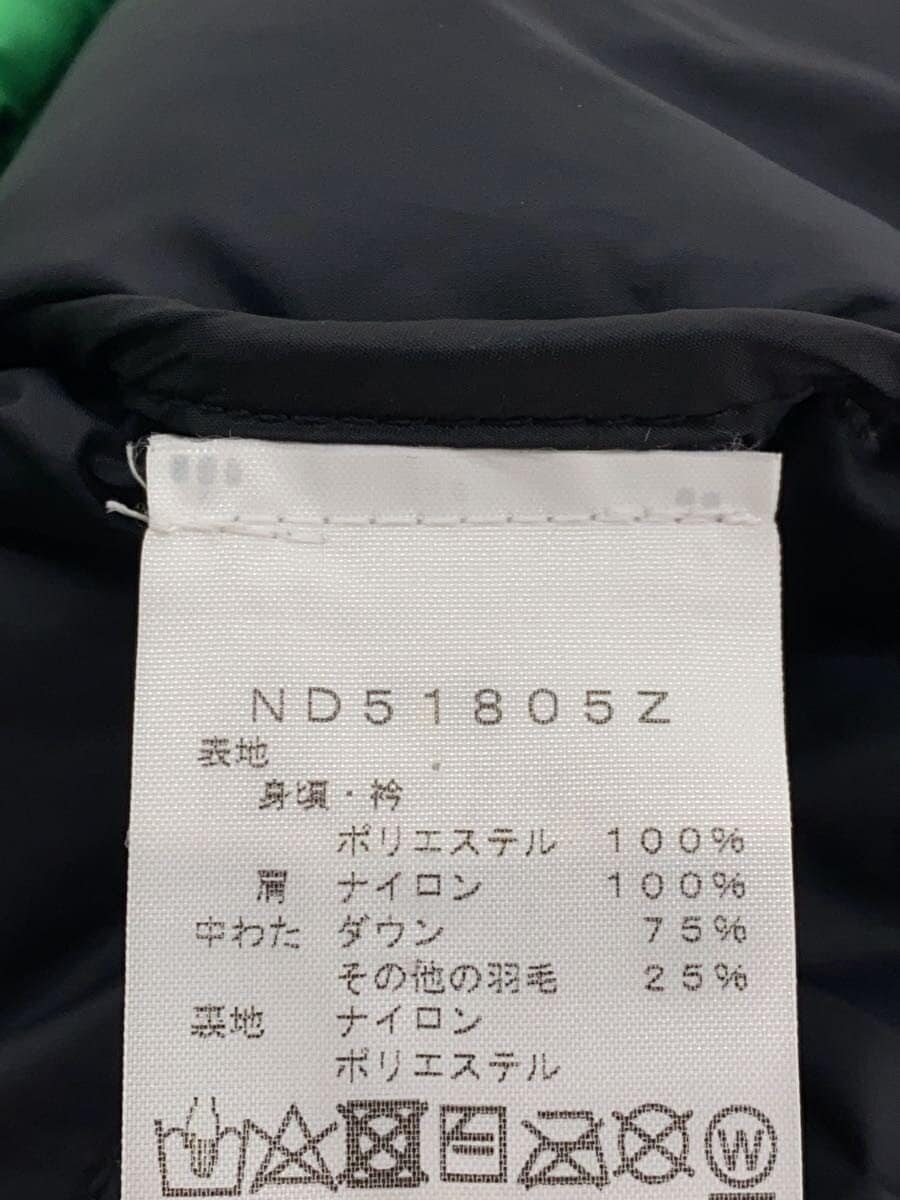 ND51805Z
表地
身頃・衿
ポリエステル 100%
肩 ナイロン 100%
中わた ダウン 75%
その他の羽毛 25%
裏地 ナイロン
ポリエステル
W